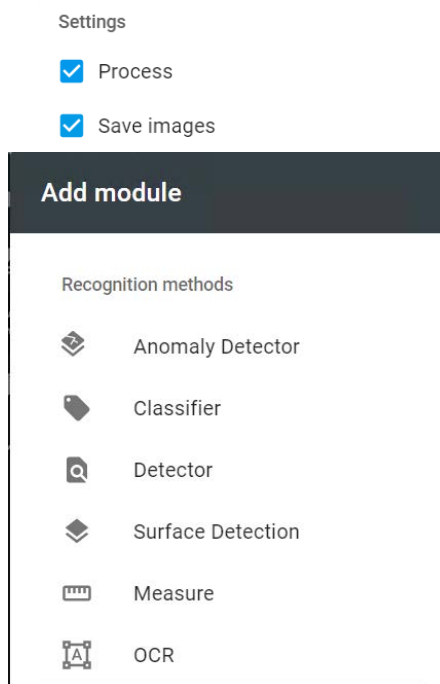 Settings
Process
Save images
Add module
Recognition methods
Anomaly Detector
Classifier
Detector
Surface Detection
Measure
OCR